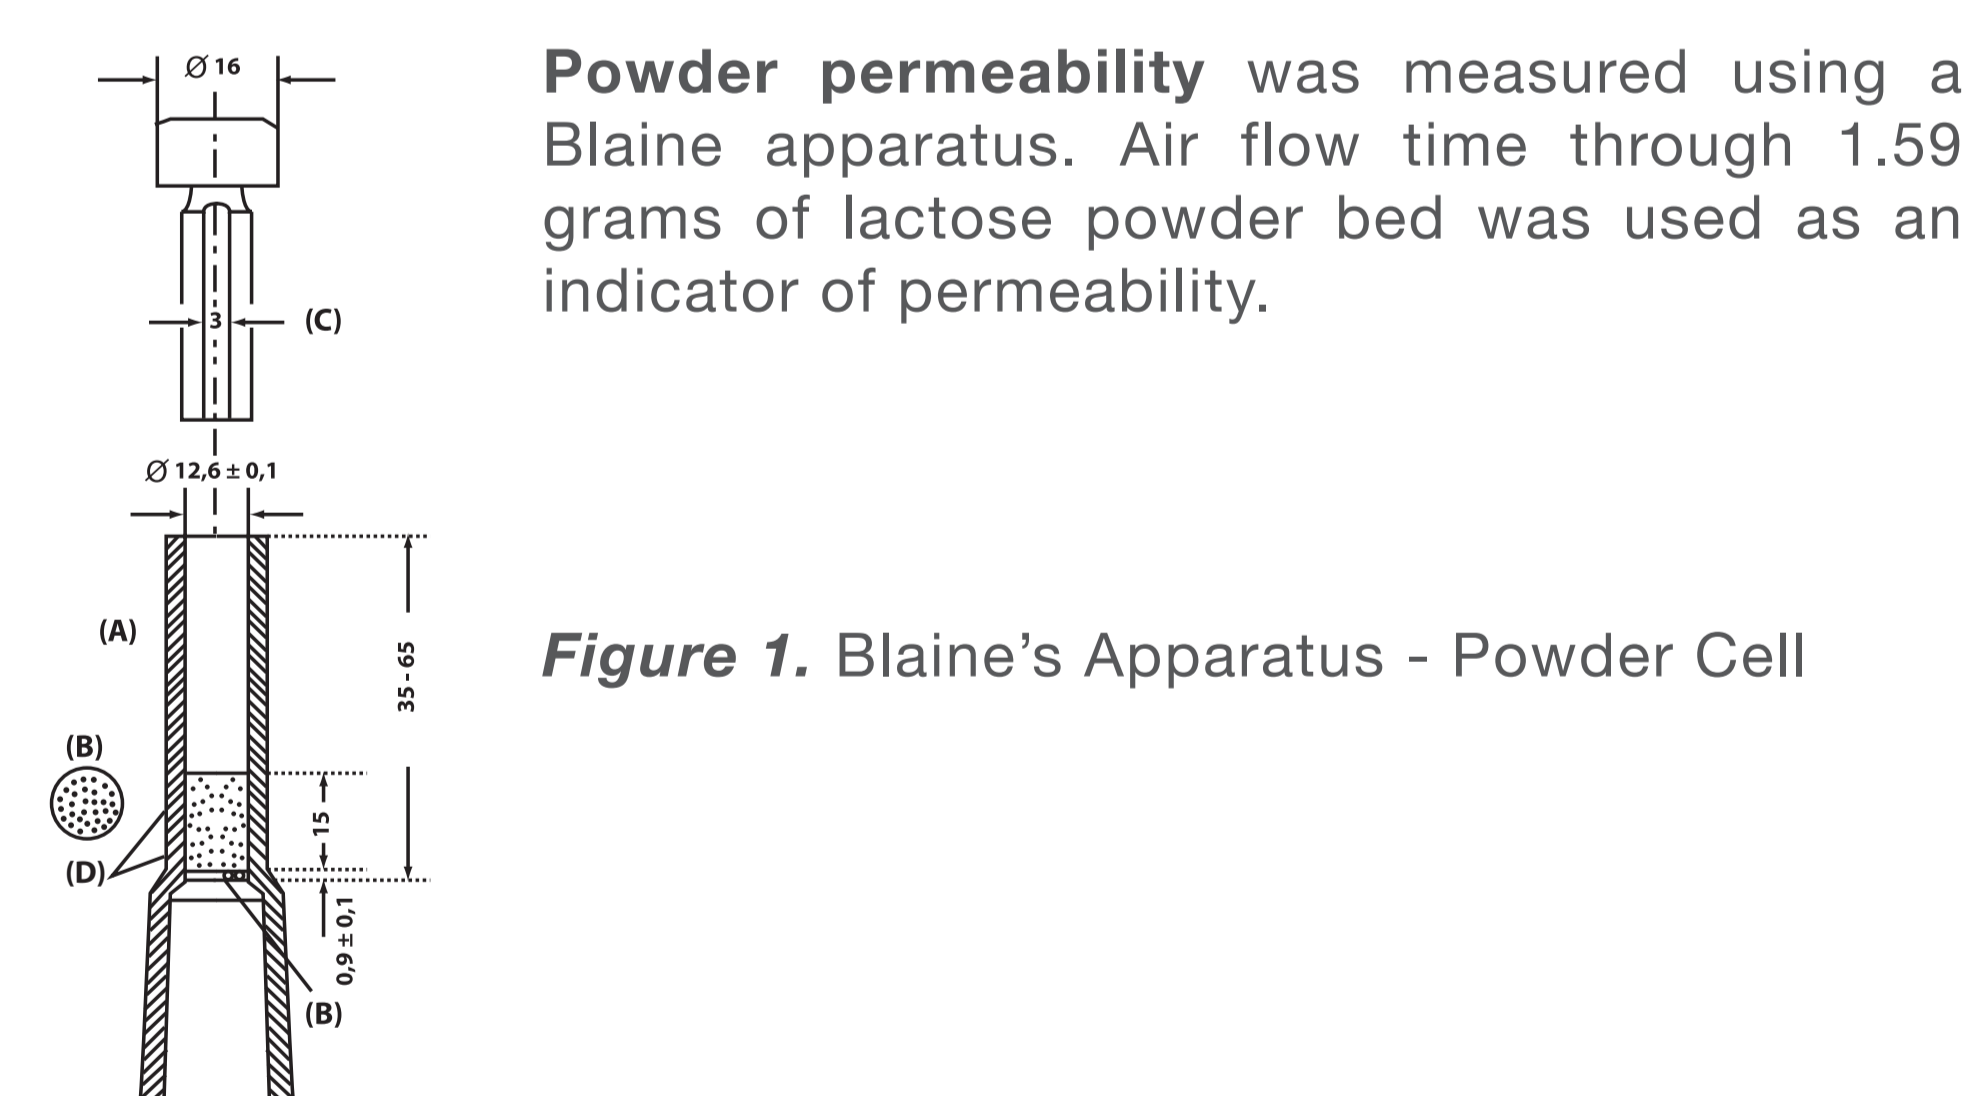 Ø 16
Powder permeability was measured using a
Blaine apparatus. Air flow time through 1.59
grams of lactose powder bed was used as an
indicator of permeability.
3
(C)
Ø 12,6 ± 0,1
(A)
35 - 65
Figure 1. Blaine’s Apparatus - Powder Cell
(B)
15
(D)
0,9 ± 0,1
(B)